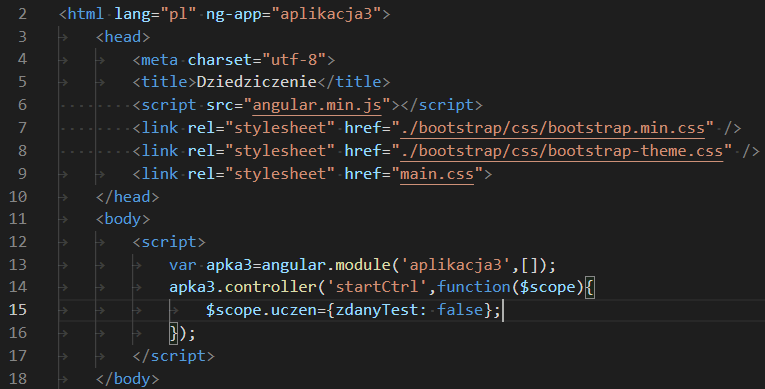 2 <html lang="pl" ng-app="aplikacja3">
3 <head>
4 <meta charset="utf-8">
5 <title>Dziedziczenie</title>
6 <script src="angular.min.js"></script>
7 <link rel="stylesheet" href="./bootstrap/css/bootstrap.min.css" />
8 <link rel="stylesheet" href="./bootstrap/css/bootstrap-theme.css" />
9 <link rel="stylesheet" href="main.css">
10 </head>
11 <body>
12 <script>
13 var apka3=angular.module('aplikacja3',[]);
14 apka3.controller('startCtrl',function($scope){
15 $scope.uczen={zdanyTest: false};
16 });
17 </script>
18 </body>